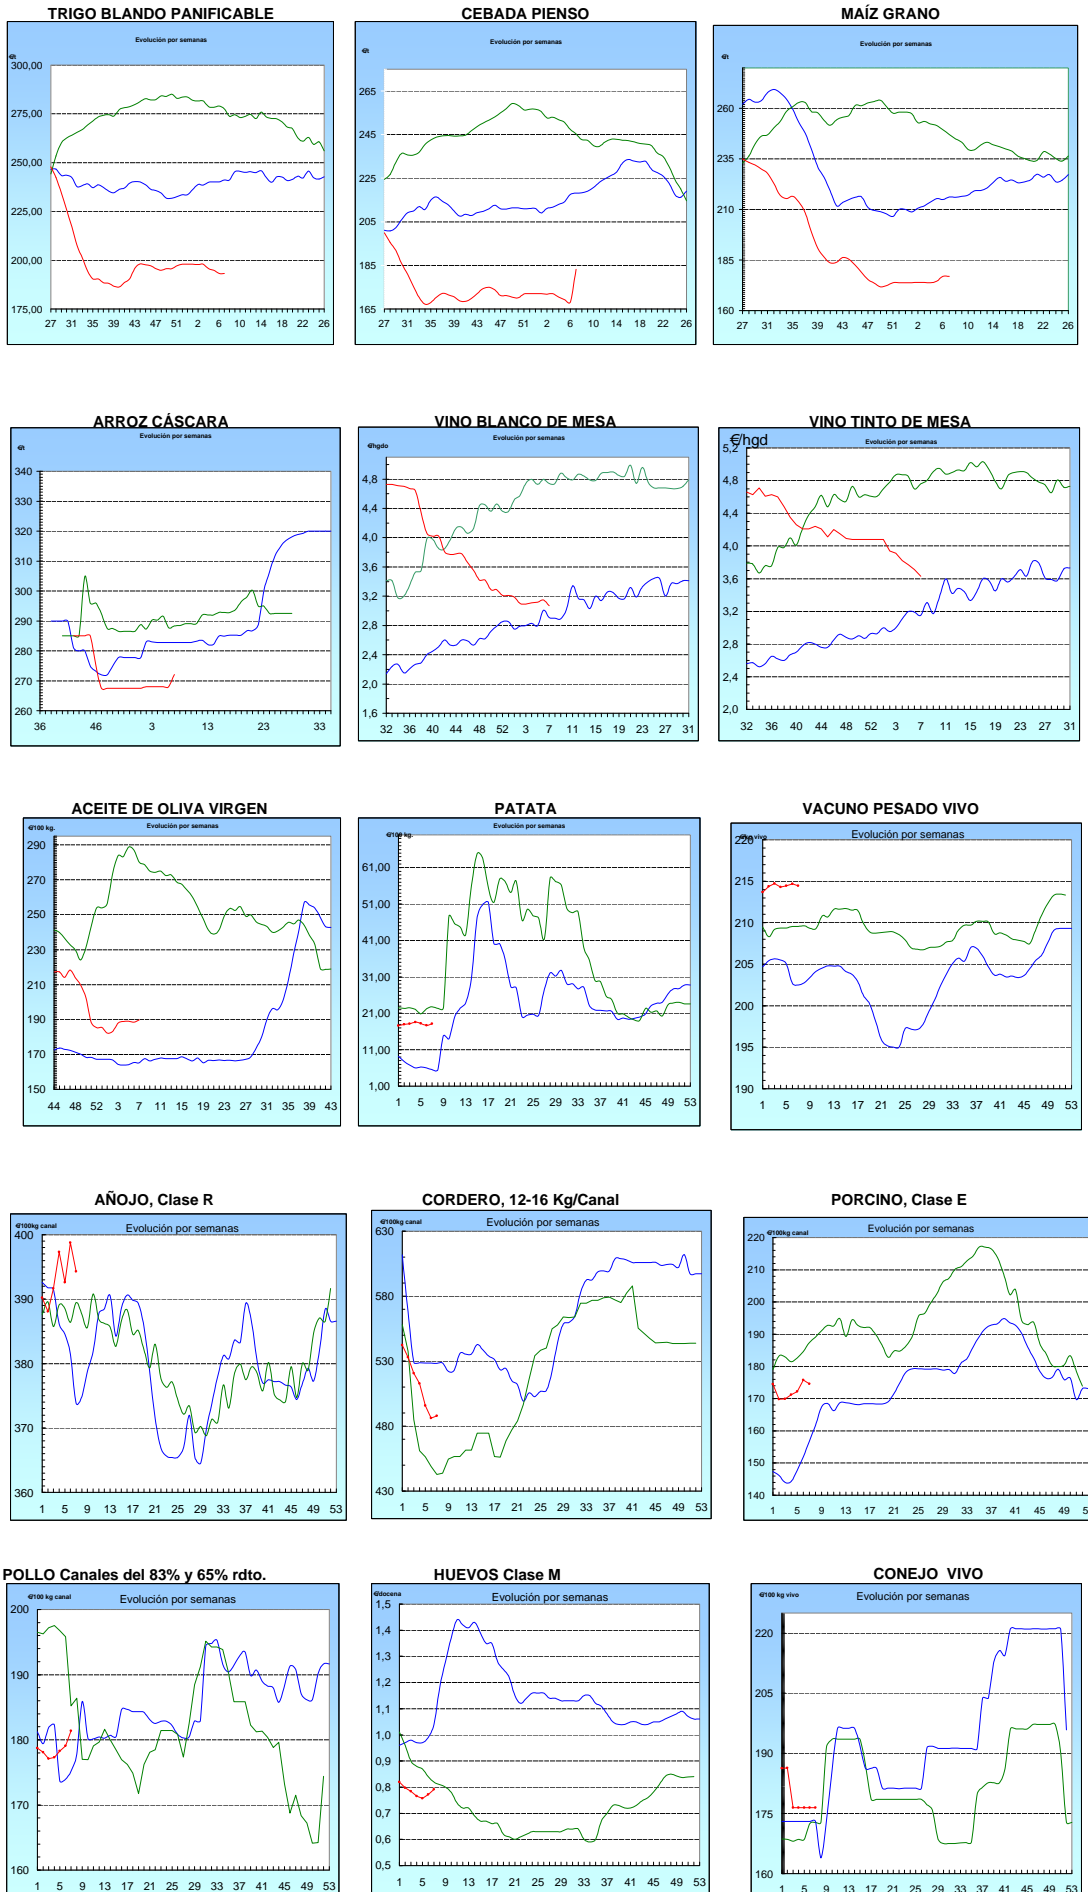 TRIGO BLANDO PANIFICABLE
Evolución por semanas
€/t
300,00
275,00
250,00
225,00
200,00
175,00
27 31 35 39 43 47 51 2 6 10 14 18 22 26
CEBADA PIENSO
Evolución por semanas
€/t
265
245
225
205
185
165
27 31 35 39 43 47 51 2 6 10 14 18 22 26
MAÍZ GRANO
Evolución por semanas
€/t
260
235
210
185
160
27 31 35 39 43 47 51 2 6 10 14 18 22 26
ARROZ CÁSCARA
Evolución por semanas
€/t
340
330
320
310
300
290
280
270
260
36 46 3 13 23 33
VINO BLANCO DE MESA
Evolución por semanas
€/hgdo
4,8
4,4
4,0
3,6
3,2
2,8
2,4
2,0
1,6
32 36 40 44 48 52 3 7 11 15 19 23 27 31
VINO TINTO DE MESA
€/hgd
Evolución por semanas
5,2
4,8
4,4
4,0
3,6
3,2
2,8
2,4
2,0
32 36 40 44 48 52 3 7 11 15 19 23 27 31
ACEITE DE OLIVA VIRGEN
Evolución por semanas
€/100 kg.
290
270
250
230
210
190
170
150
44 48 52 3 7 11 15 19 23 27 31 35 39 43
PATATA
Evolución por semanas
€/100 kg.
61,00
51,00
41,00
31,00
21,00
11,00
1,00
1 5 9 13 17 21 25 29 33 37 41 45 49 53
VACUNO PESADO VIVO
Evolución por semanas
220
215
210
205
200
195
190
1 5 9 13 17 21 25 29 33 37 41 45 49 53
AÑOJO, Clase R
€/100kg canal
Evolución por semanas
400
390
380
370
360
1 5 9 13 17 21 25 29 33 37 41 45 49 53
CORDERO, 12-16 Kg/Canal
€/100kg canal
Evolución por semanas
630
580
530
480
430
1 5 9 13 17 21 25 29 33 37 41 45 49 53
PORCINO, Clase E
Evolución por semanas
€/100kg canal
220
210
200
190
180
170
160
150
140
1 5 9 13 17 21 25 29 33 37 41 45 49
POLLO Canales del 83% y 65% rdto.
€/100 kg canal
Evolución por semanas
200
190
180
170
160
1 5 9 13 17 21 25 29 33 37 41 45 49 53
HUEVOS Clase M
€/docena
Evolución por semanas
1,5
1,4
1,3
1,2
1,1
1,0
0,9
0,8
0,7
0,6
0,5
1 5 9 13 17 21 25 29 33 37 41 45 49 53
CONEJO VIVO
€/100 kg vivo
Evolución por semanas
220
205
190
175
160
1 5 9 13 17 21 25 29 33 37 41 45 49 53